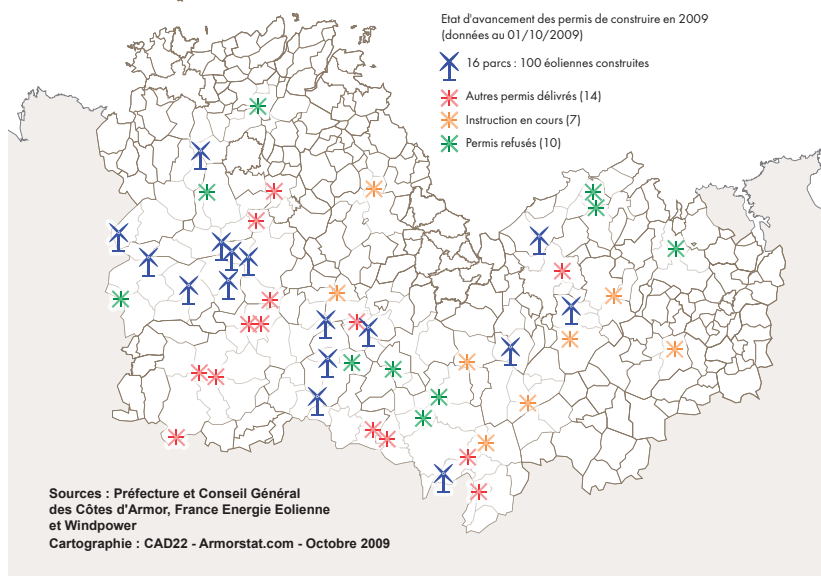 Etat d'avancement des permis de construire en 2009
(données au 01/10/2009)
16 parcs : 100 éoliennes construites
Autres permis délivrés (14)
Instruction en cours (7)
Permis refusés (10)
Sources : Préfecture et Conseil Général
des Côtes d'Armor, France Energie Eolienne
et Windpower
Cartographie : CAD22 - Armorstat.com - Octobre 2009